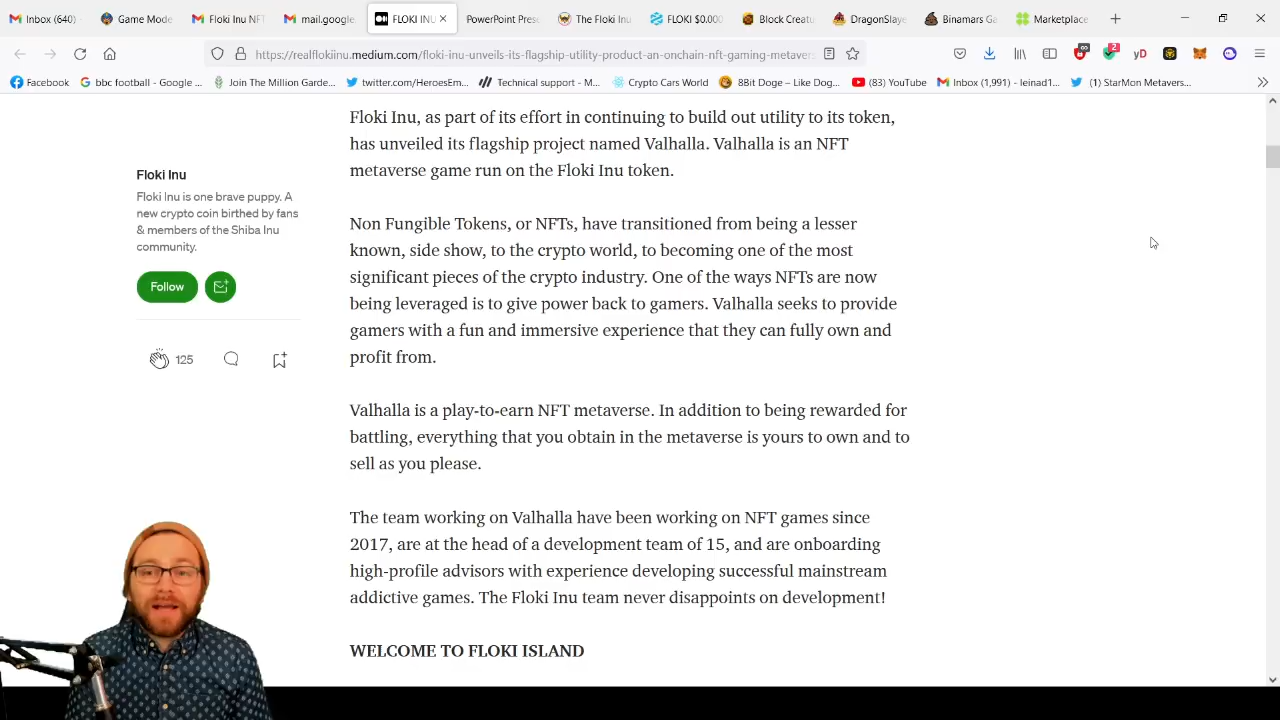 Inbox (640)
Game Mode
Floki Inu NFT
mail.google
FLOKI INU
PowerPoint Pres
The Floki Inu
FLOKI $0.000
Block Creatu
DragonSlaye
Binamars Ga
Marketplace
https://realflokiinu.medium.com/floki-inu-unveils-its-flagship-utility-product-an-onchain-nft-gaming-metavers
2
yD
Facebook
bbc football - Google ...
Join The Million Garde...
twitter.com/HeroesEm...
Technical support - M...
Crypto Cars World
8Bit Doge – Like Dog...
(83) YouTube
Inbox (1,991) - leinad1...
(1) StarMon Metavers...
Floki Inu
Floki Inu is one brave puppy. A
new crypto coin birthed by fans
& members of the Shiba Inu
community.
Follow
125
Floki Inu, as part of its effort in continuing to build out utility to its token,
has unveiled its flagship project named Valhalla. Valhalla is an NFT
metaverse game run on the Floki Inu token.
Non Fungible Tokens, or NFTs, have transitioned from being a lesser
known, side show, to the crypto world, to becoming one of the most
significant pieces of the crypto industry. One of the ways NFTs are now
being leveraged is to give power back to gamers. Valhalla seeks to provide
gamers with a fun and immersive experience that they can fully own and
profit from.
Valhalla is a play-to-earn NFT metaverse. In addition to being rewarded for
battling, everything that you obtain in the metaverse is yours to own and to
sell as you please.
The team working on Valhalla have been working on NFT games since
2017, are at the head of a development team of 15, and are onboarding
high-profile advisors with experience developing successful mainstream
addictive games. The Floki Inu team never disappoints on development!
WELCOME TO FLOKI ISLAND